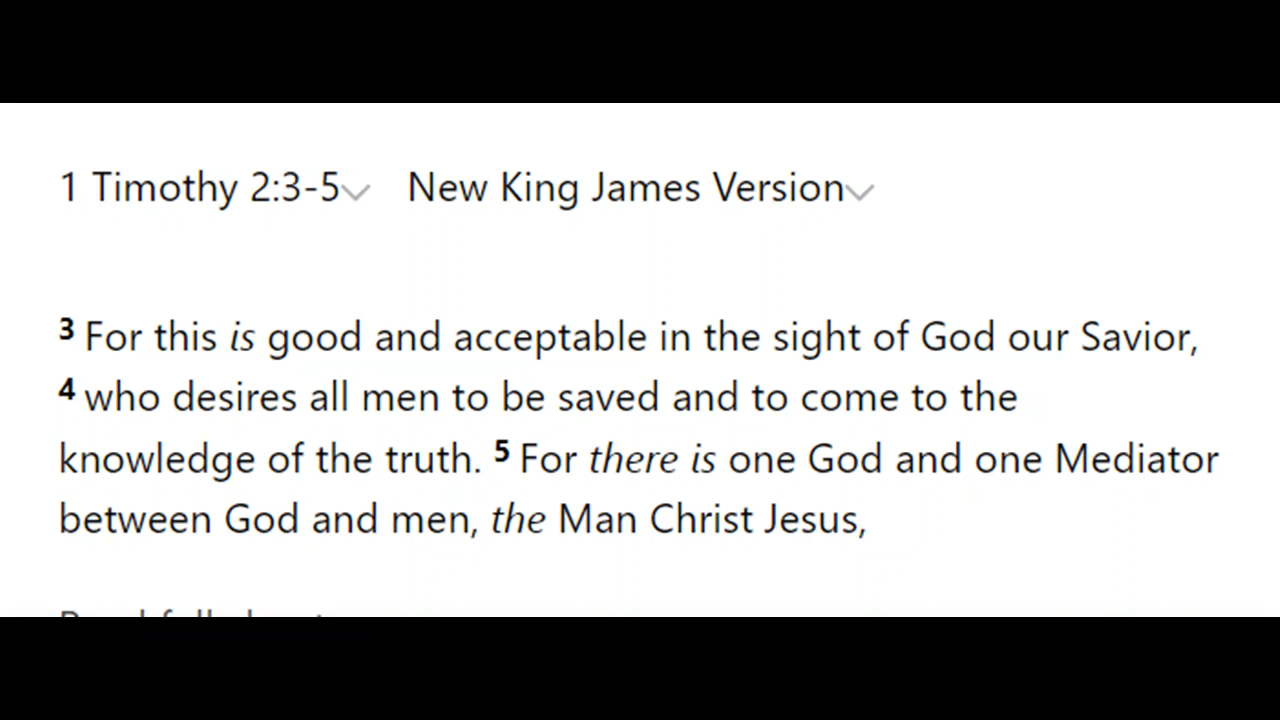 1 Timothy 2:3-5 New King James Version
3 For this is good and acceptable in the sight of God our Savior,
4 who desires all men to be saved and to come to the
knowledge of the truth. 5 For there is one God and one Mediator
between God and men, the Man Christ Jesus,